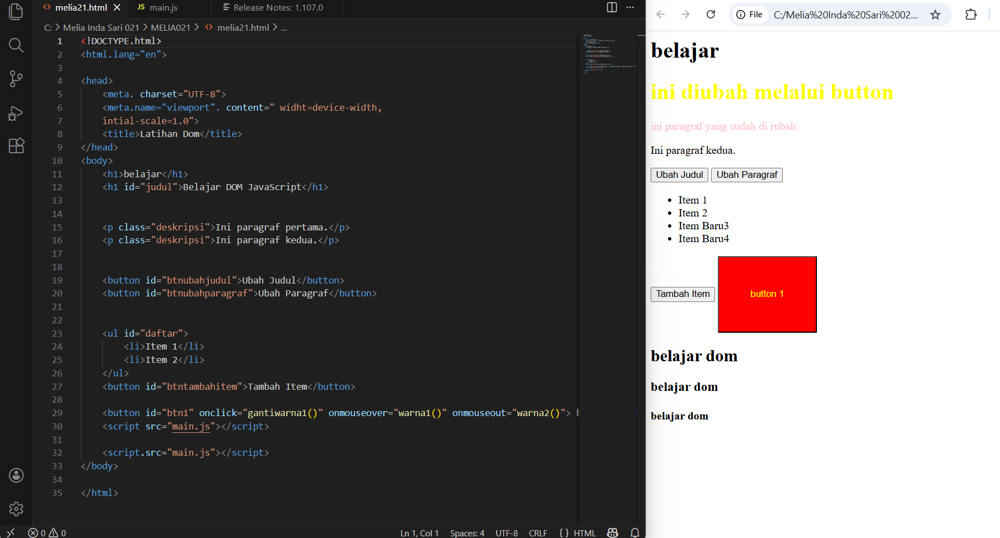 melia21.html
JS main.js
Release Notes: 1.107.0
C: > Melia Inda Sari 021 > MELIA021 > <> melia21.html > ...
1 <!DOCTYPE.html>
2 <html.lang="en">
3
4 <head>
5 <meta. charset="UTF-8">
6 <meta.name="viewport". content=" widht=device-width,
7 intial-scale=1.0">
8 <title>Latihan Dom</title>
9 </head>
10 <body>
11 <h1>belajar</h1>
12 <h1 id="judul">Belajar DOM JavaScript</h1>
13
14
15 <p class="deskripsi">Ini paragraf pertama.</p>
16 <p class="deskripsi">Ini paragraf kedua.</p>
17
18
19 <button id="btnubahjudul">Ubah Judul</button>
20 <button id="btnubahparagraf">Ubah Paragraf</button>
21
22
23 <ul id="daftar">
24 <li>Item 1</li>
25 <li>Item 2</li>
26 </ul>
27 <button id="btntambahitem">Tambah Item</button>
28
29 <button id="btn1" onclick="gantiwarna1()" onmouseover="warna1()" onmouseout="warna2()">
30 <script src="main.js"></script>
31
32 <script.src="main.js"></script>
33 </body>
34
35 </html>
0 0
Ln 1, Col 1
Spaces: 4
UTF-8
CRLF
{ } HTML
File
C:/Melia%20Inda%20Sari%2002...
belajar
ini diubah melalui button
ini paragraf yang sudah di rubah
Ini paragraf kedua.
Ubah Judul
Ubah Paragraf
• Item 1
• Item 2
• Item Baru3
• Item Baru4
Tambah Item
button 1
belajar dom
belajar dom
belajar dom